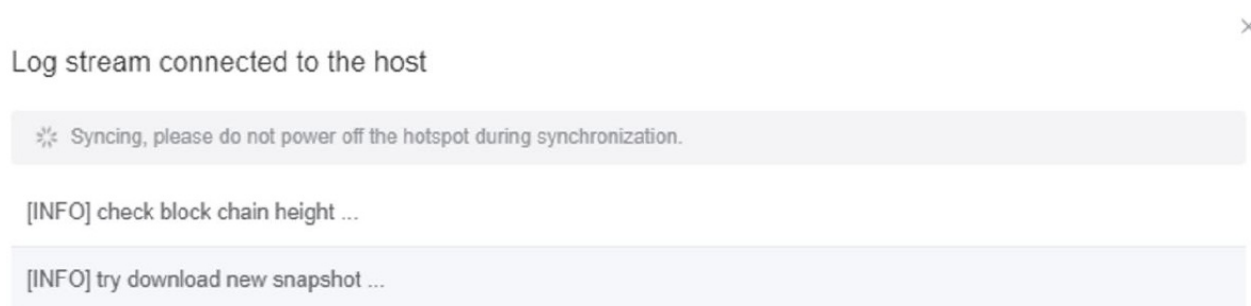 Log stream connected to the host
Syncing, please do not power off the hotspot during synchronization.
[INFO] check block chain height ...
[INFO] try download new snapshot ...